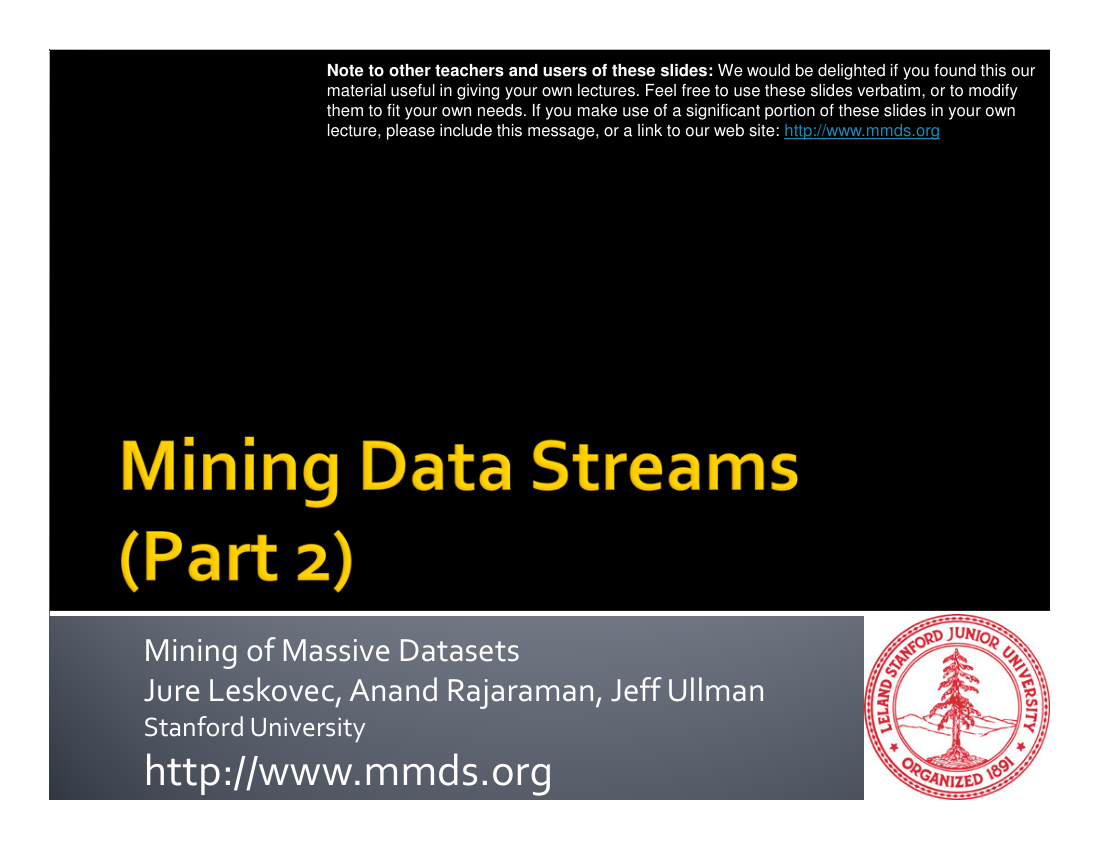 Note to other teachers and users of these slides: We would be delighted if you found this our
material useful in giving your own lectures. Feel free to use these slides verbatim, or to modify
them to fit your own needs. If you make use of a significant portion of these slides in your own
lecture, please include this message, or a link to our web site: http://www.mmds.org
Mining Data Streams
(Part 2)
Mining of Massive Datasets
Jure Leskovec, Anand Rajaraman, Jeff Ullman
Stanford University
http://www.mmds.org
LELAND STANFORD JUNIOR UNIVERSITY
ORGANIZED 1891